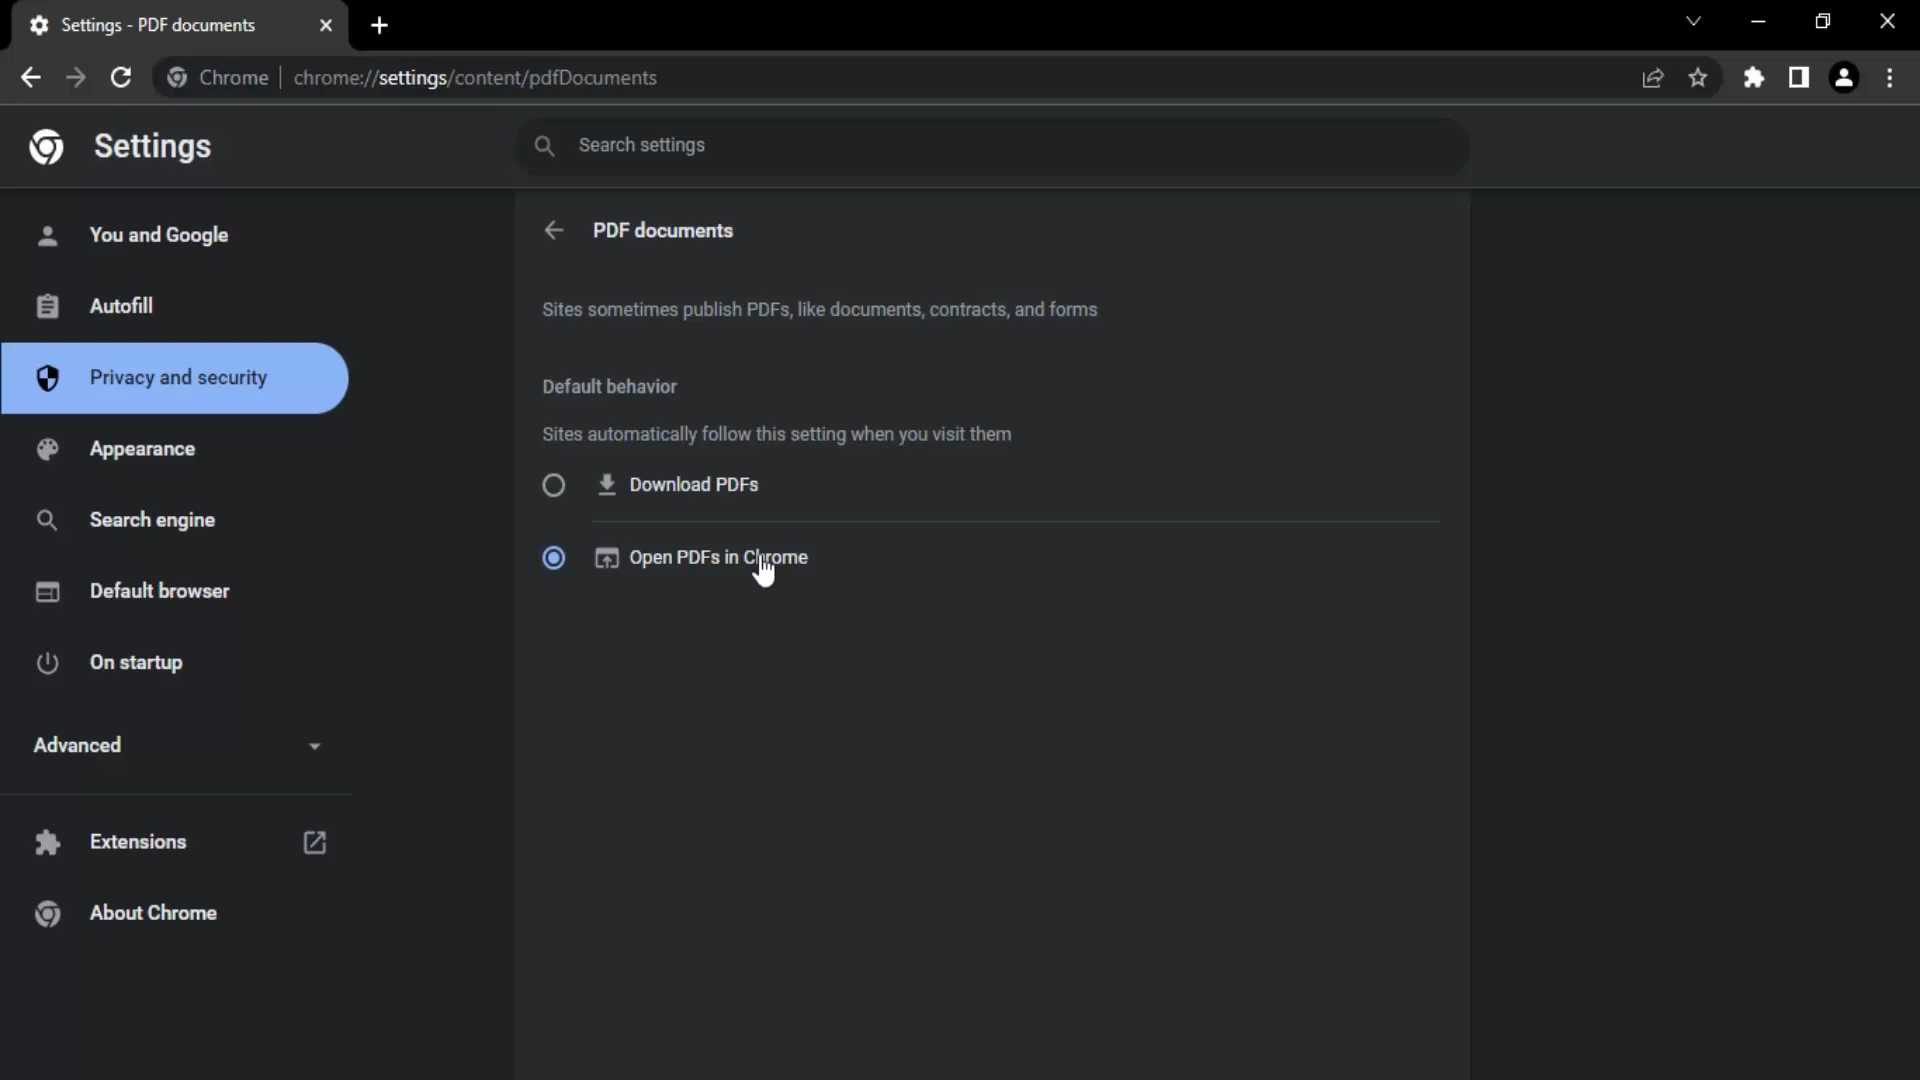 Settings - PDF documents
Chrome | chrome://settings/content/pdfDocuments
Settings
Search settings
You and Google
Autofill
Privacy and security
Appearance
Search engine
Default browser
On startup
Advanced
Extensions
About Chrome
PDF documents
Sites sometimes publish PDFs, like documents, contracts, and forms
Default behavior
Sites automatically follow this setting when you visit them
Download PDFs
Open PDFs in Chrome